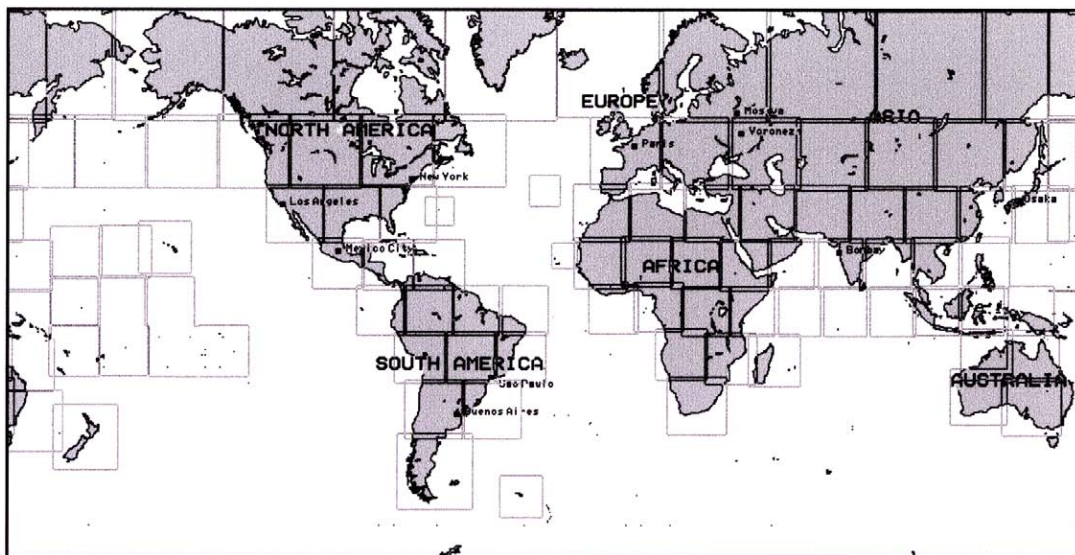 EUROPE
Moskva
ASIA
NORTH AMERICA
Voronez
Paris
New York
Los Angeles
Osaka
Mexico City
Bombay
AFRICA
SOUTH AMERICA
Sao Paulo
AUSTRALIA
Buenos Aires